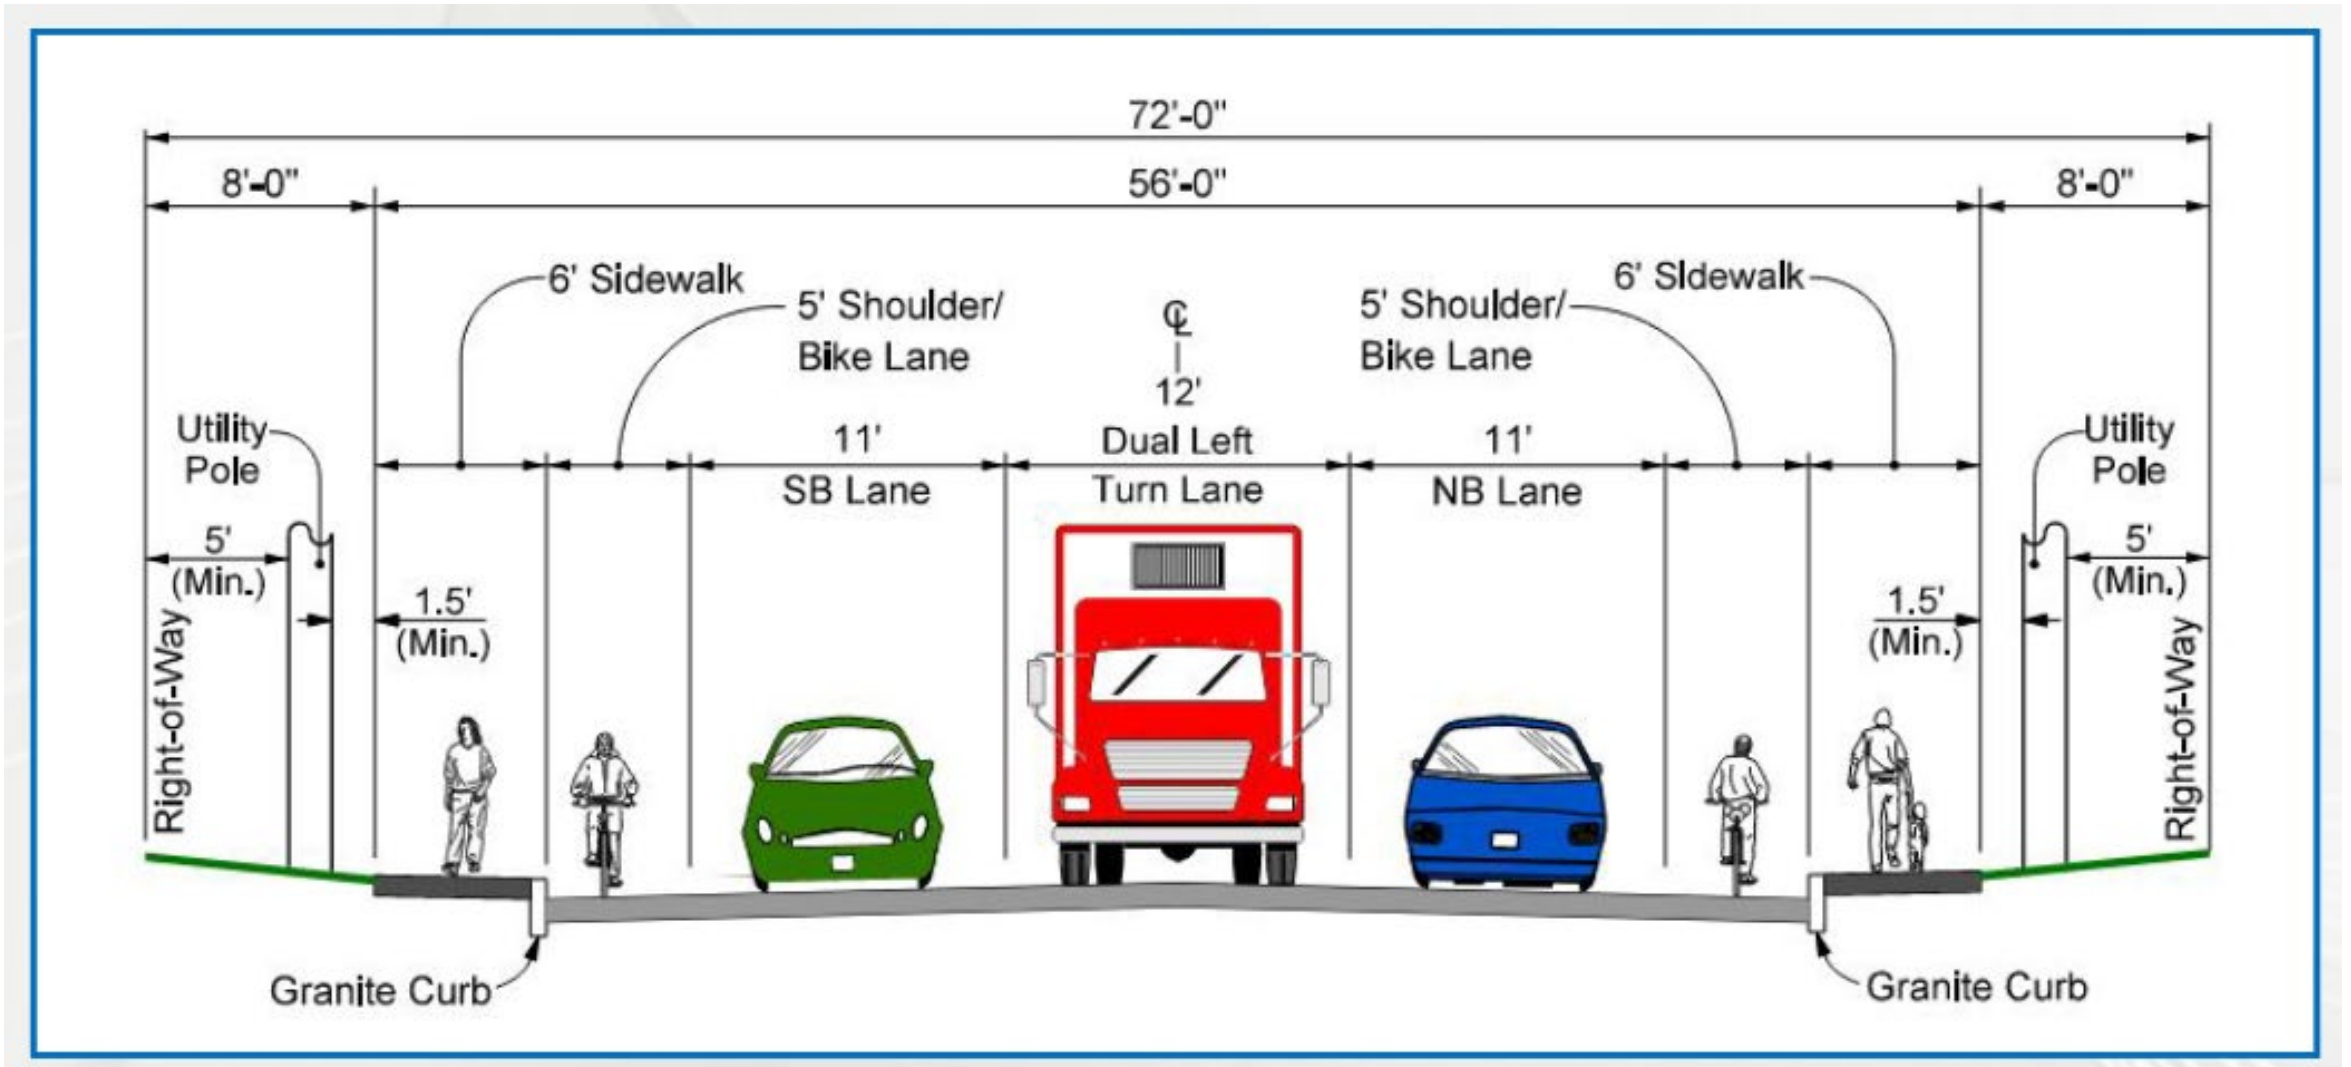 72'-0"
8'-0"
56'-0"
8'-0"
6' Sidewalk
5' Shoulder/
Bike Lane
℄
12'
Dual Left
Turn Lane
5' Shoulder/
Bike Lane
6' SIdewalk
Utility
Pole
11'
SB Lane
11'
NB Lane
Utility
Pole
5'
(Min.)
1.5'
(Min.)
1.5'
(Min.)
5'
(Min.)
Right-of-Way
Right-of-Way
Granite Curb
Granite Curb